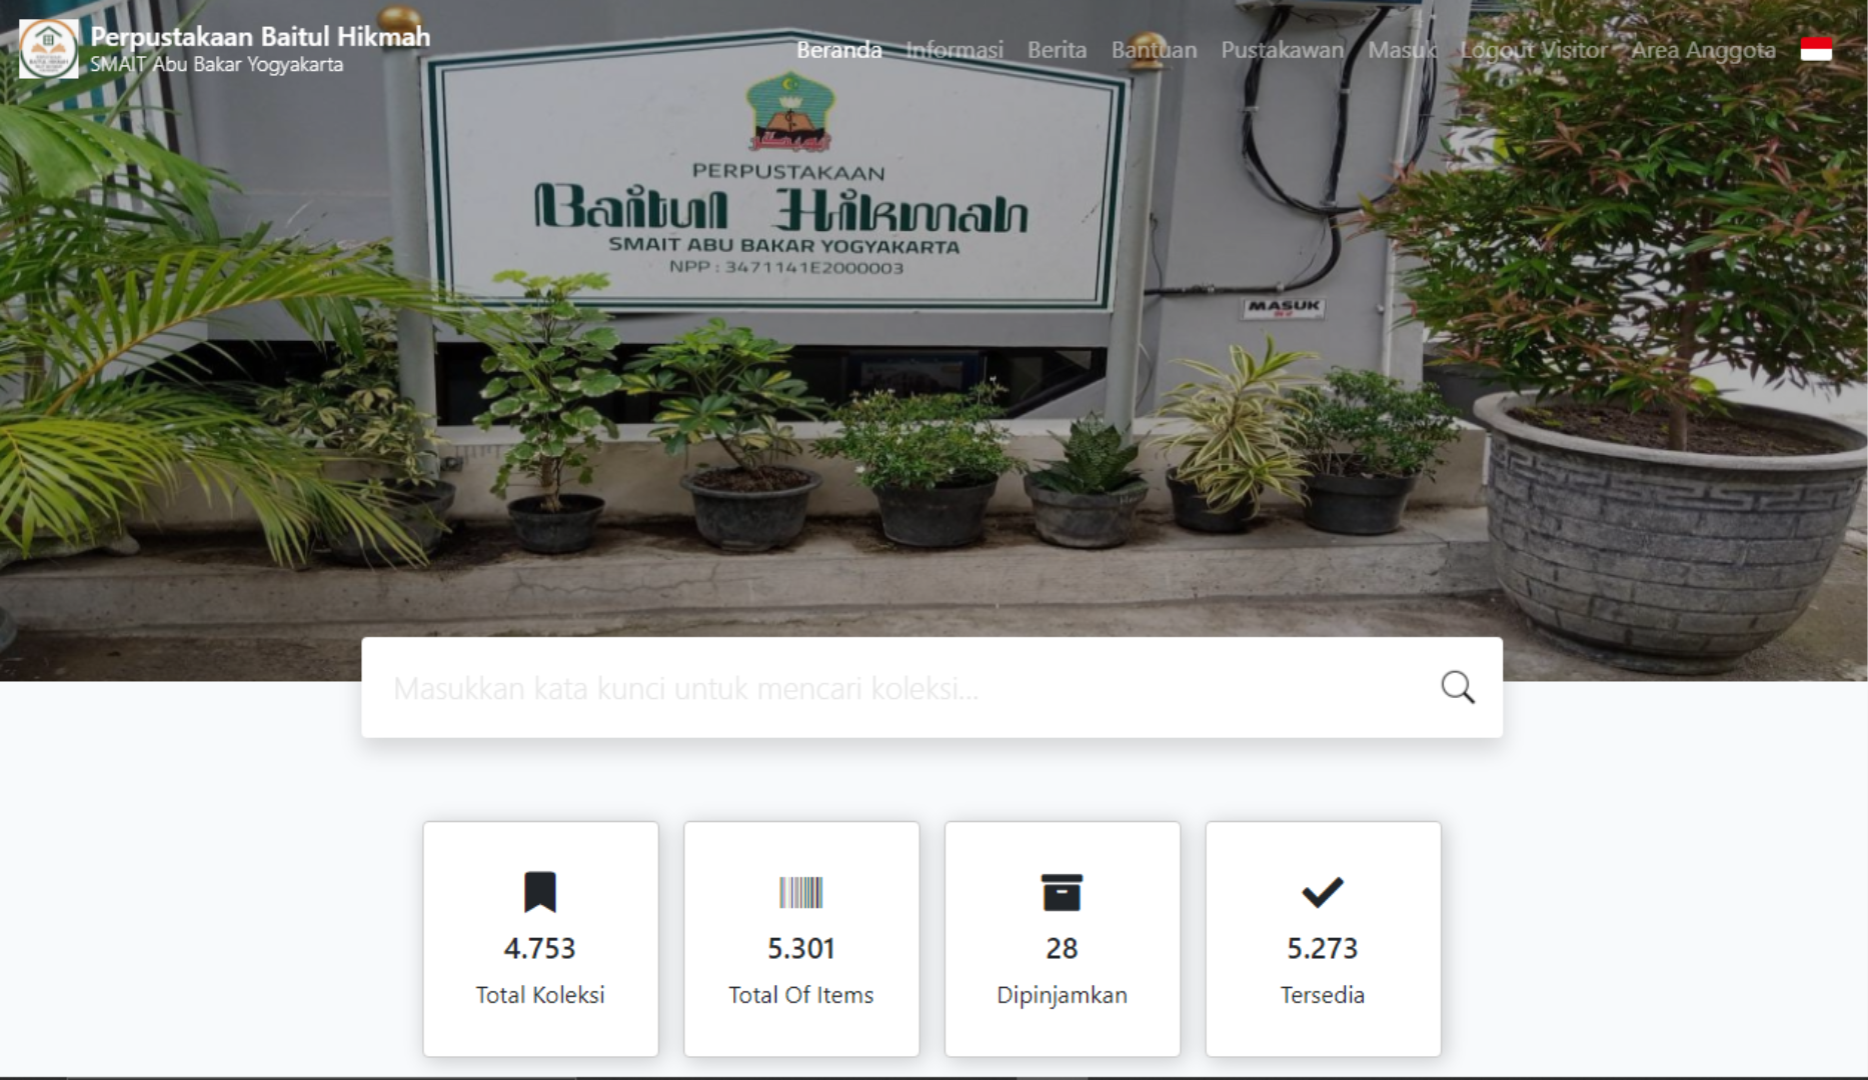 Perpustakaan Baitul Hikmah
SMAIT Abu Bakar Yogyakarta
Beranda Informasi Berita Bantuan Pustakawan Masuk Logout Visitor Area Anggota
PERPUSTAKAAN
Baitul Hikmah
SMAIT ABU BAKAR YOGYAKARTA
NPP : 3471141E2000003
MASUK
Masukkan kata kunci untuk mencari koleksi...
4.753
Total Koleksi
5.301
Total Of Items
28
Dipinjamkan
5.273
Tersedia